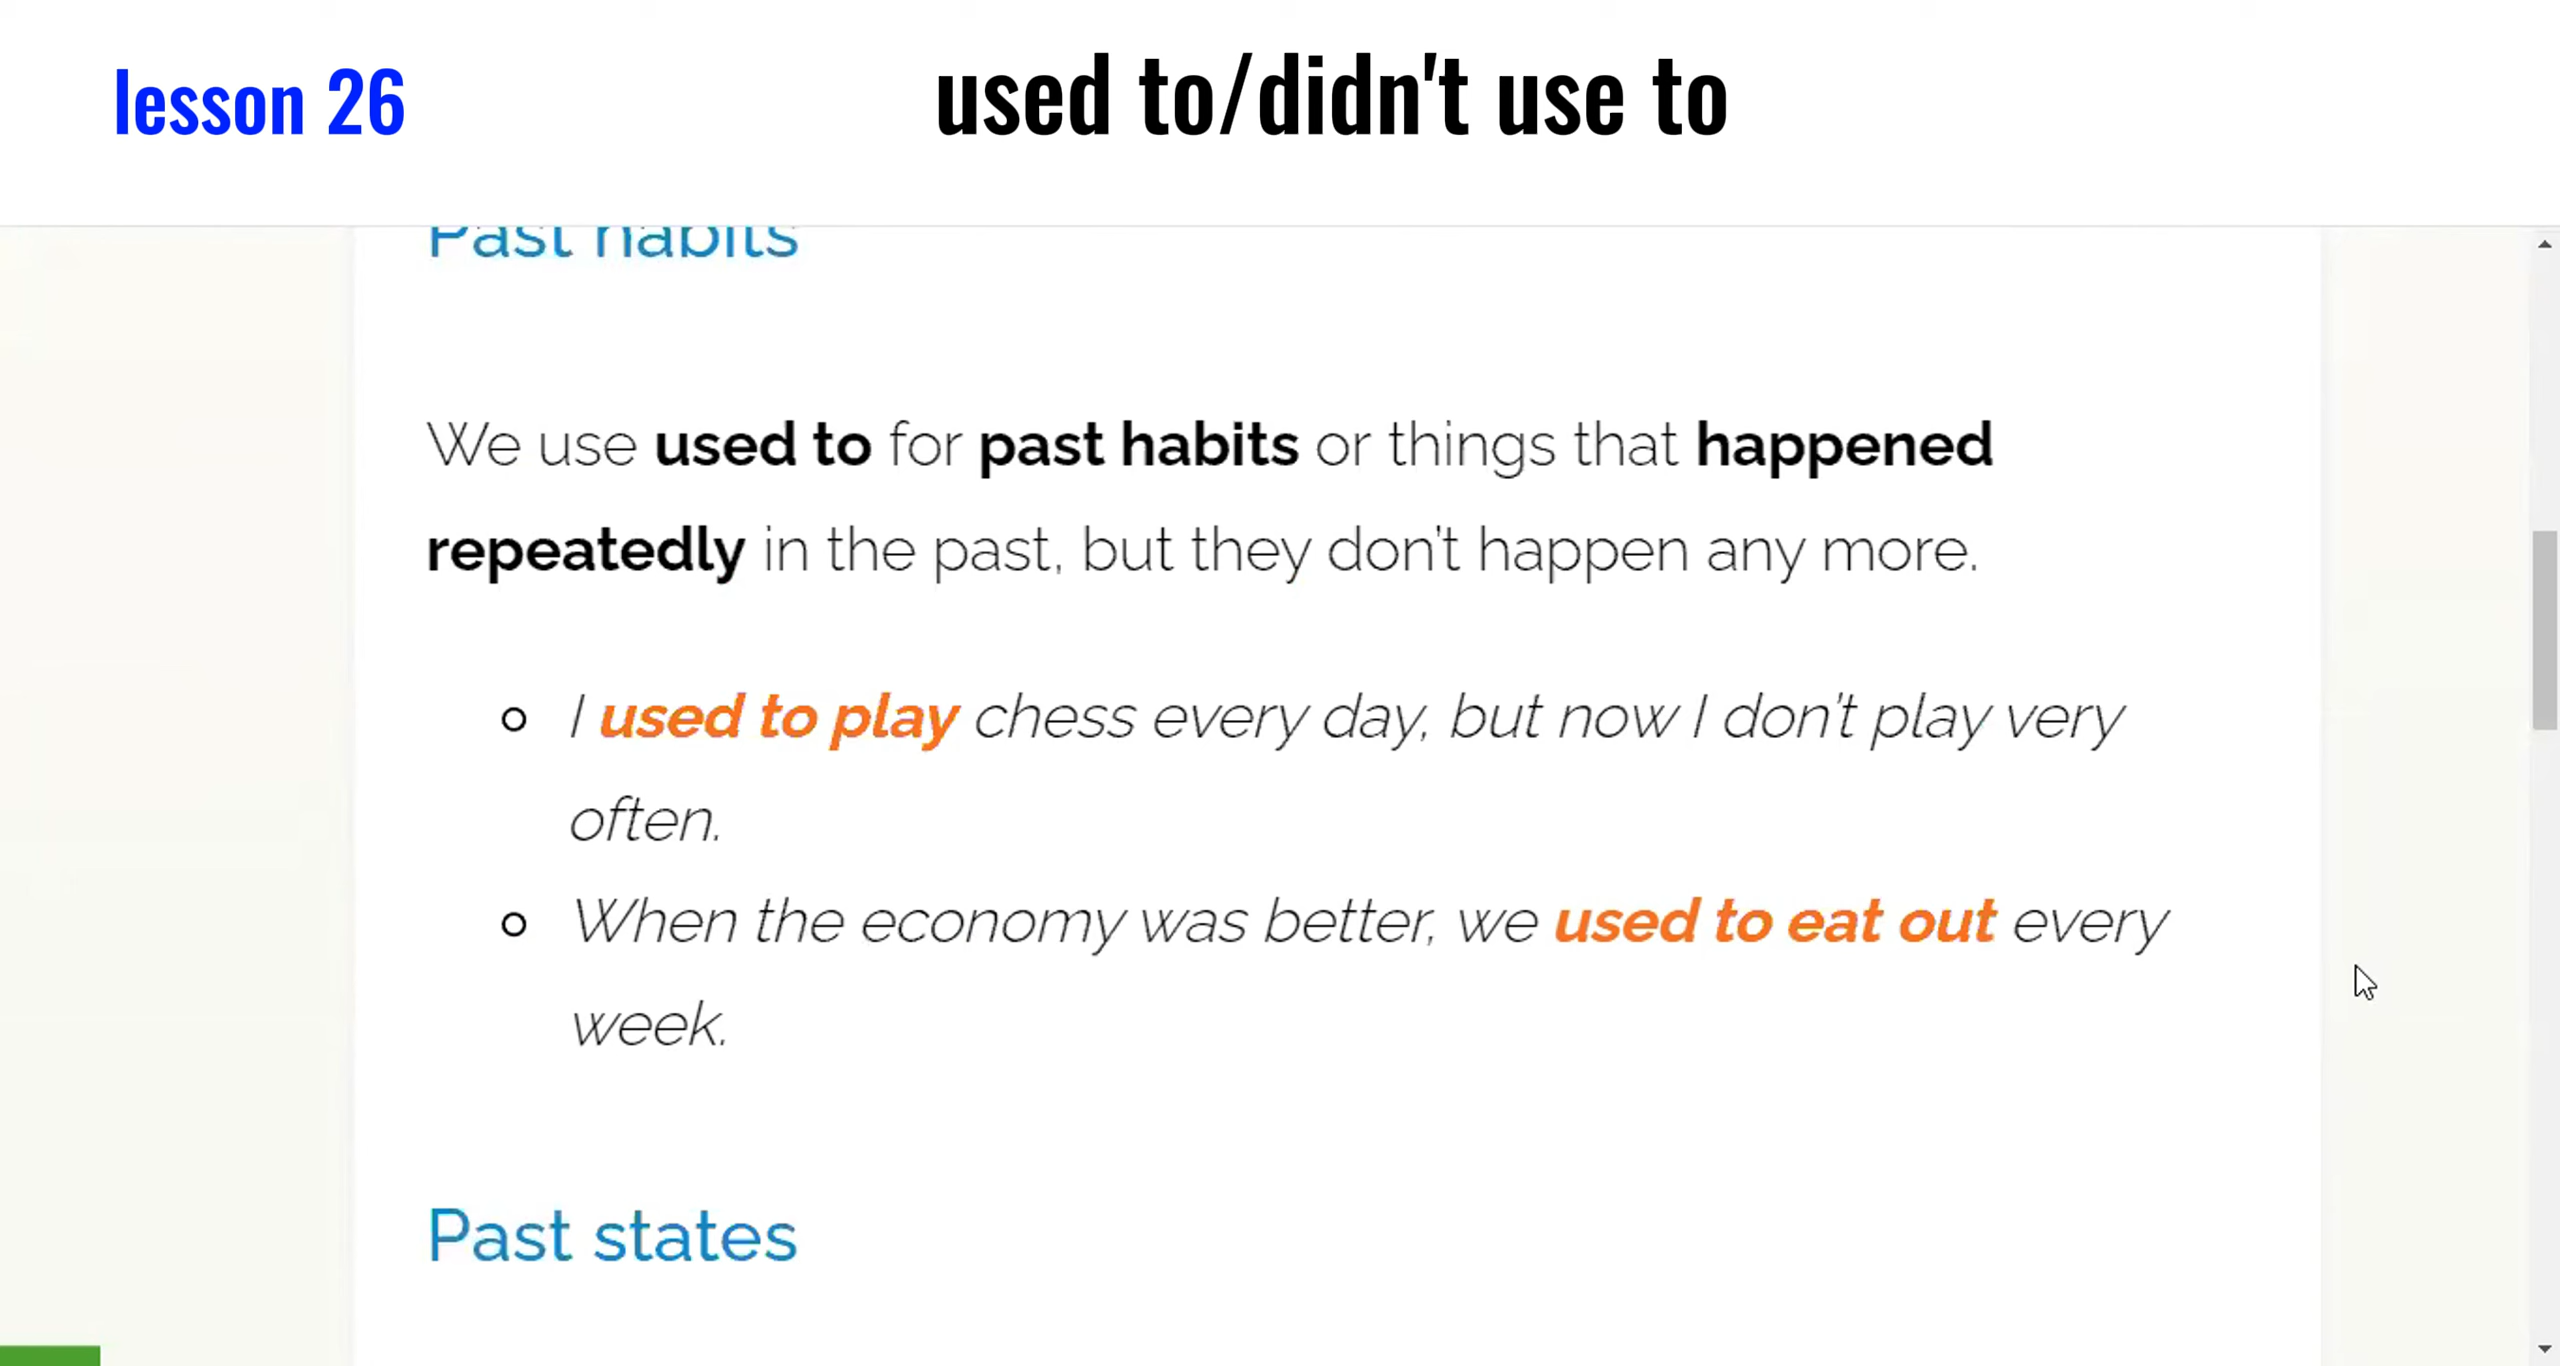 lesson 26
used to/didn't use to
Past habits
We use used to for past habits or things that happened
repeatedly in the past, but they don't happen any more.
I used to play chess every day, but now I don't play very
often.
When the economy was better, we used to eat out every
week.
Past states